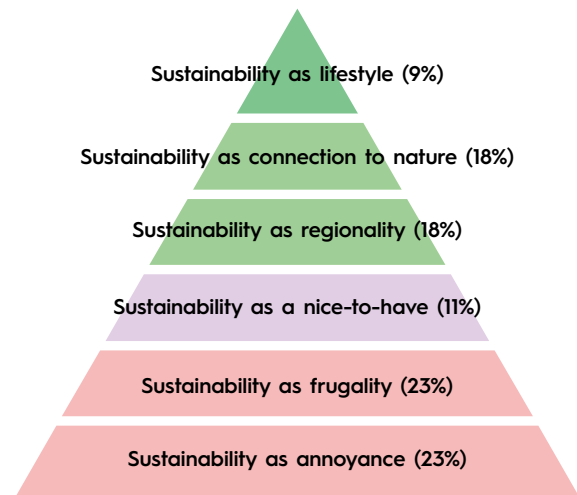 Sustainability as lifestyle (9%)
Sustainability as connection to nature (18%)
Sustainability as regionality (18%)
Sustainability as a nice-to-have (11%)
Sustainability as frugality (23%)
Sustainability as annoyance (23%)